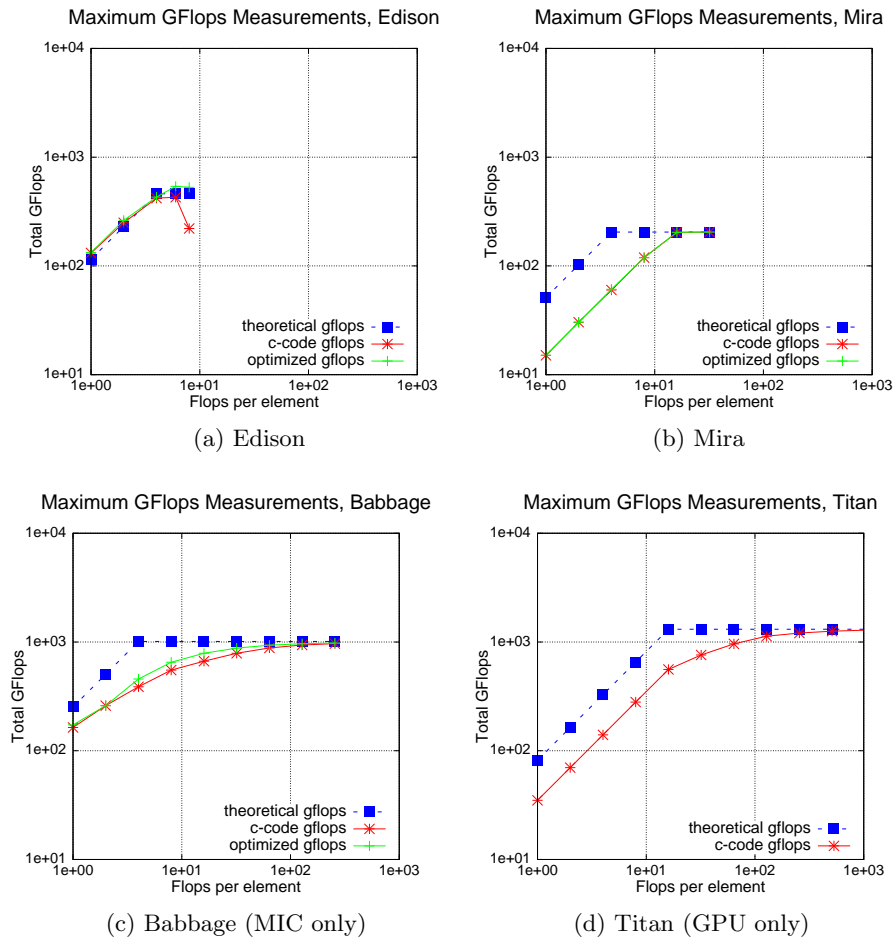 Maximum GFlops Measurements, Edison
1e+04
1e+03
1e+02
1e+01
Total GFlops
theoretical gflops
c-code gflops
optimized gflops
1e+00 1e+01 1e+02 1e+03
Flops per element
(a) Edison
Maximum GFlops Measurements, Mira
1e+04
1e+03
1e+02
1e+01
Total GFlops
theoretical gflops
c-code gflops
optimized gflops
1e+00 1e+01 1e+02 1e+03
Flops per element
(b) Mira
Maximum GFlops Measurements, Babbage
1e+04
1e+03
1e+02
1e+01
Total GFlops
theoretical gflops
c-code gflops
optimized gflops
1e+00 1e+01 1e+02 1e+03
Flops per element
(c) Babbage (MIC only)
Maximum GFlops Measurements, Titan
1e+04
1e+03
1e+02
1e+01
Total GFlops
theoretical gflops
c-code gflops
1e+00 1e+01 1e+02 1e+03
Flops per element
(d) Titan (GPU only)